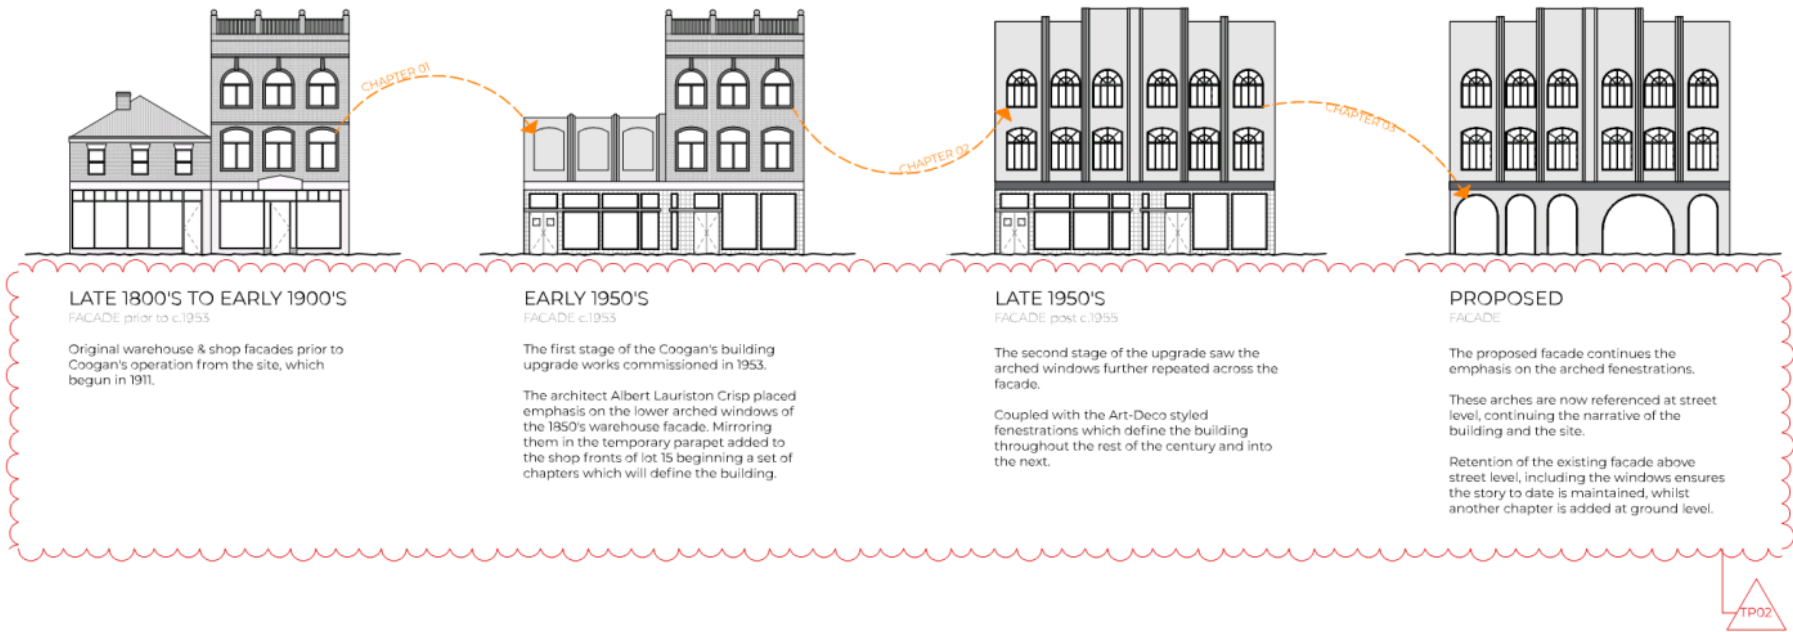 CHAPTER 01
CHAPTER 02
CHAPTER 03
LATE 1800'S TO EARLY 1900'S
FACADE prior to c.1953
Original warehouse & shop facades prior to
Coogan's operation from the site, which
begun in 1911.
EARLY 1950'S
FACADE c.1953
The first stage of the Coogan's building
upgrade works commissioned in 1953.
The architect Albert Lauriston Crisp placed
emphasis on the lower arched windows of
the 1850's warehouse facade. Mirroring
them in the temporary parapet added to
the shop fronts of lot 15 beginning a set of
chapters which will define the building.
LATE 1950'S
FACADE post c.1955
The second stage of the upgrade saw the
arched windows further repeated across the
facade.
Coupled with the Art-Deco styled
fenestrations which define the building
throughout the rest of the century and into
the next.
PROPOSED
FACADE
The proposed facade continues the
emphasis on the arched fenestrations.
These arches are now referenced at street
level, continuing the narrative of the
building and the site.
Retention of the existing facade above
street level, including the windows ensures
the story to date is maintained, whilst
another chapter is added at ground level.
TP02